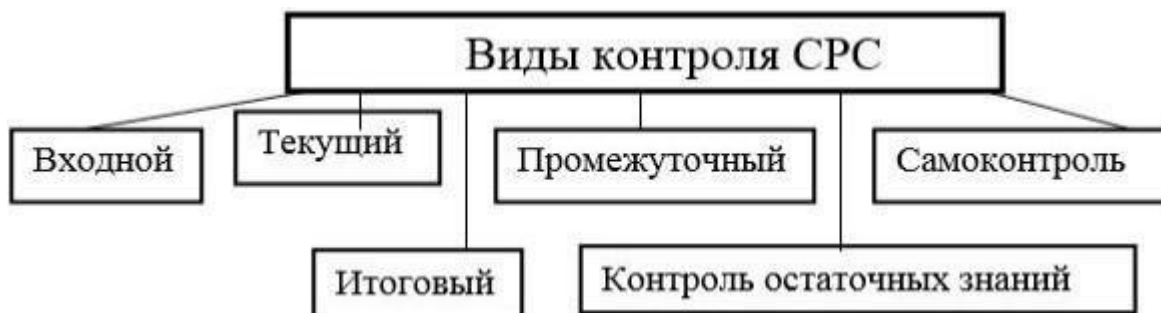 Виды контроля СРС
Входной
Текущий
Промежуточный
Самоконтроль
Итоговый
Контроль остаточных знаний